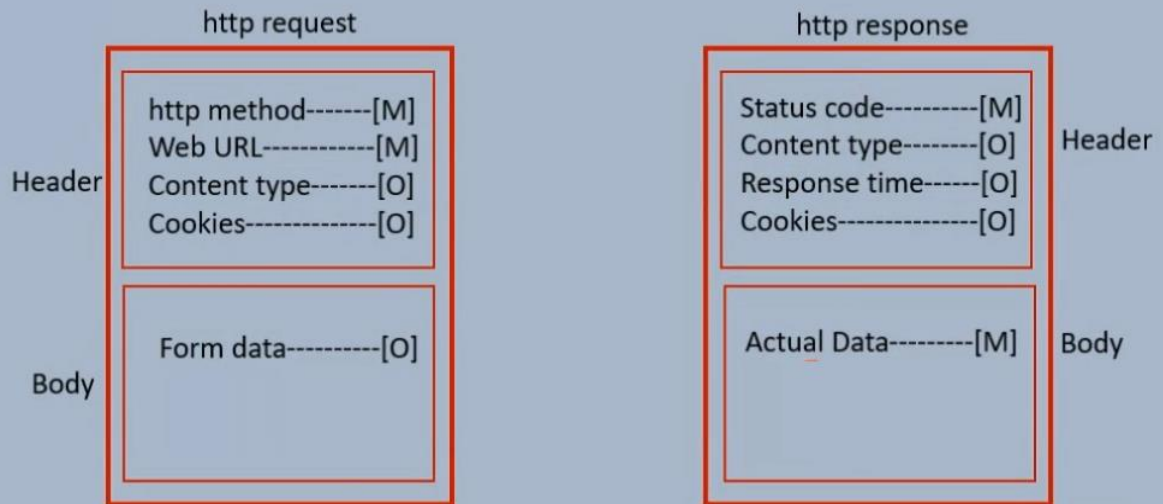 http request
http method-------[M]
Web URL------------[M]
Content type-------[O]
Cookies--------------[O]
Header
Form data----------[O]
Body
http response
Status code----------[M]
Content type--------[O]
Response time------[O]
Cookies---------------[O]
Header
Actual Data---------[M]
Body